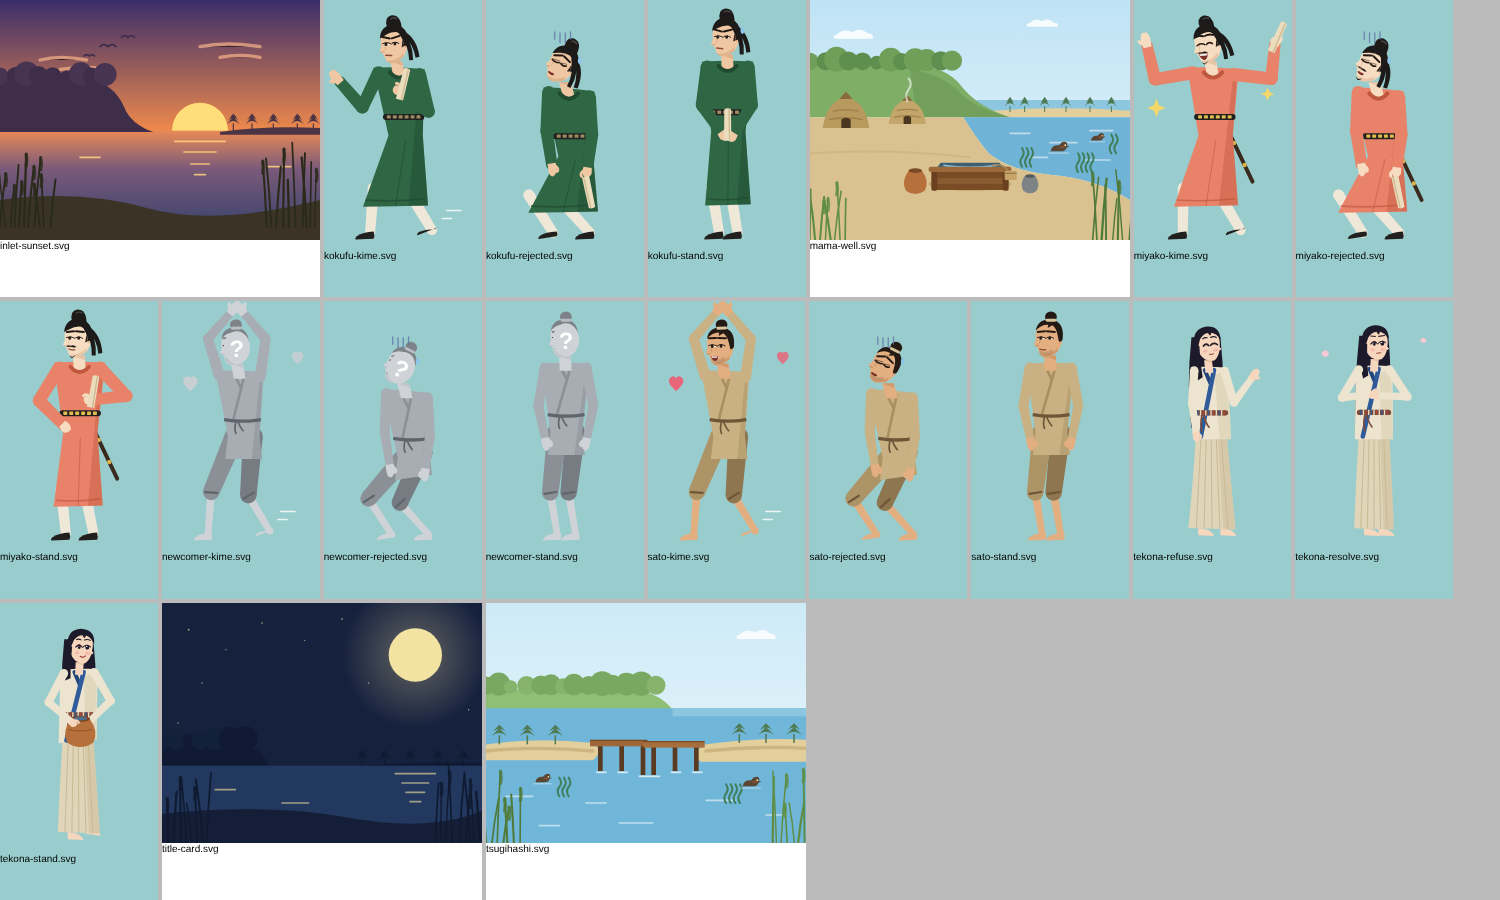 inlet-sunset.svg
kokufu-kime.svg
kokufu-rejected.svg
kokufu-stand.svg
mama-well.svg
miyako-kime.svg
miyako-rejected.svg
?
?
?
miyako-stand.svg
newcomer-kime.svg
newcomer-rejected.svg
newcomer-stand.svg
sato-kime.svg
sato-rejected.svg
sato-stand.svg
tekona-refuse.svg
tekona-resolve.svg
tekona-stand.svg
title-card.svg
tsugihashi.svg